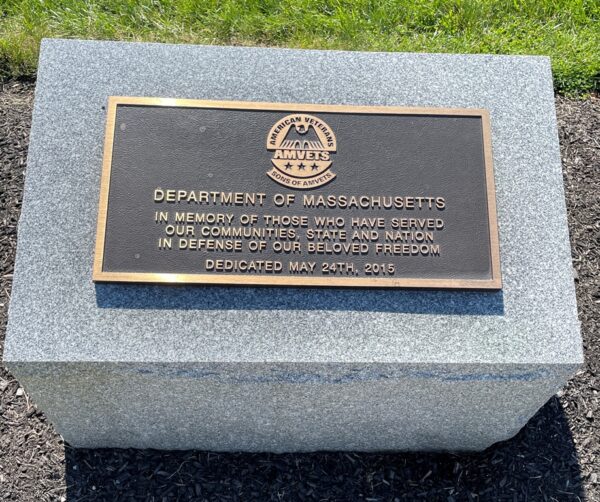 AMERICAN VETERANS
AMVETS
SONS OF AMVETS
DEPARTMENT OF MASSACHUSETTS
IN MEMORY OF THOSE WHO HAVE SERVED
OUR COMMUNITIES, STATE AND NATION
IN DEFENSE OF OUR BELOVED FREEDOM
DEDICATED MAY 24TH, 2015